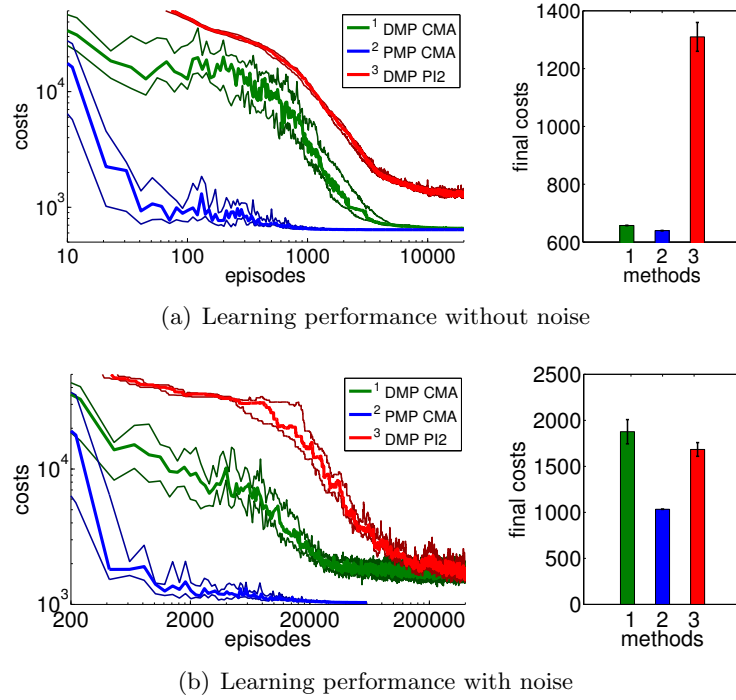 costs
10^4
10^3
10 100 1000 10000
episodes
1 DMP CMA
2 PMP CMA
3 DMP PI2
final costs
1400
1200
1000
800
600
1 2 3
methods
(a) Learning performance without noise
costs
10^4
10^3
200 2000 20000 200000
episodes
1 DMP CMA
2 PMP CMA
3 DMP PI2
final costs
2500
2000
1500
1000
500
0
1 2 3
methods
(b) Learning performance with noise